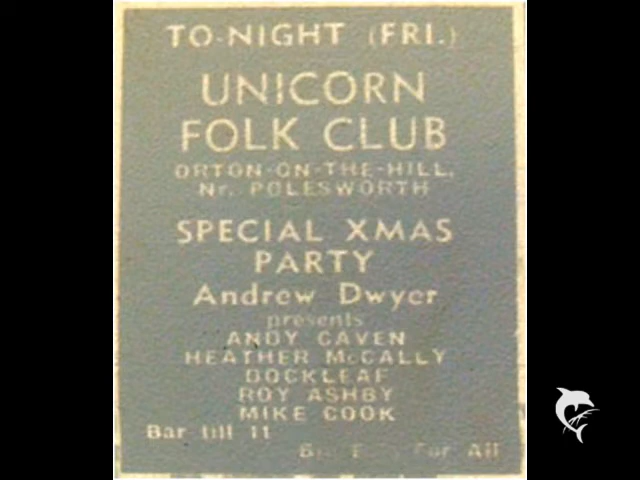 TO-NIGHT (FRI.)
UNICORN
FOLK CLUB
ORTON-ON-THE-HILL,
Nr. POLESWORTH
SPECIAL XMAS
PARTY
Andrew Dwyer
presents
ANDY CAVEN
HEATHER McCALLY
DOCKLEAF
ROY ASHBY
MIKE COOK
Bar till 11
For All